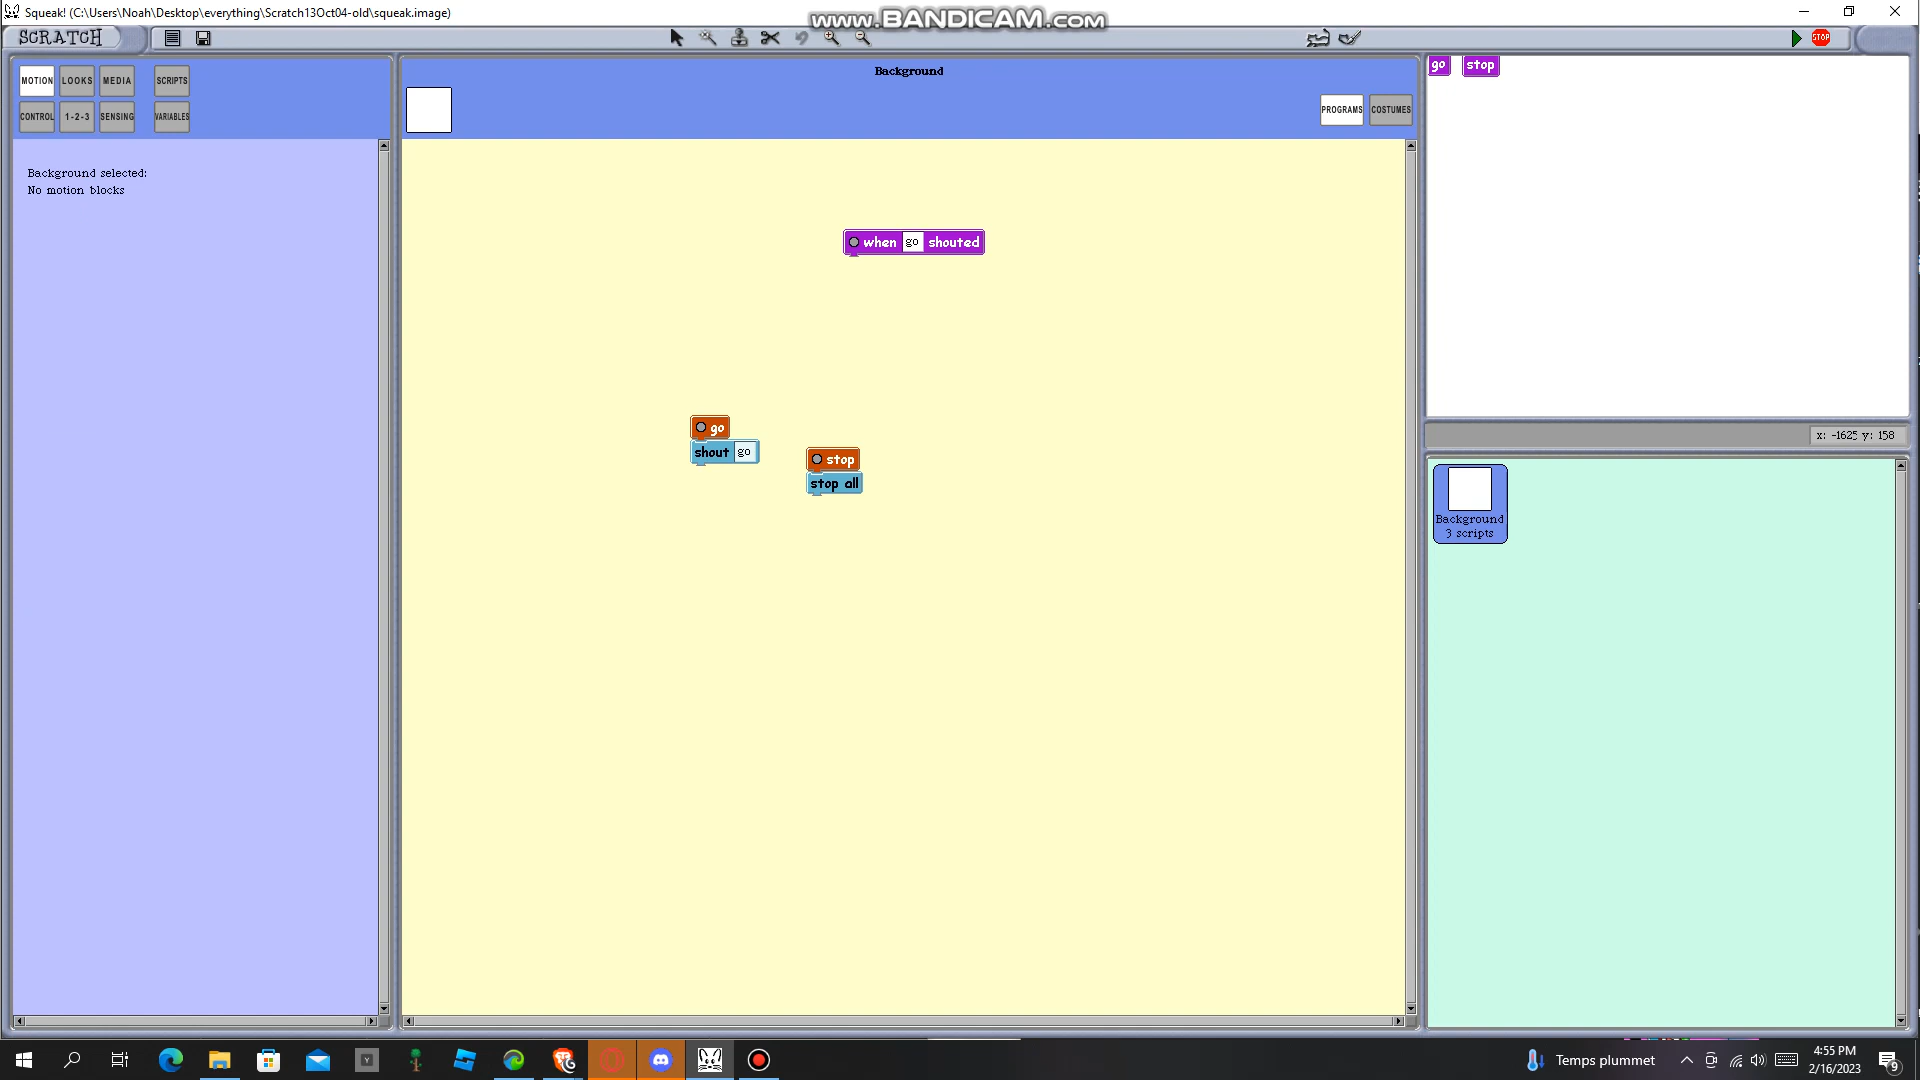 Squeak! (C:\Users\Noah\Desktop\everything\Scratch13Oct04-old\squeak.image)
www.BANDICAM.com
SCRATCH
STOP
MOTION LOOKS MEDIA SCRIPTS
CONTROL 1-2-3 SENSING VARIABLES
Background selected:
No motion blocks
Background
PROGRAMS COSTUMES
when go shouted
go
shout go
stop
stop all
go stop
x: -1625 y: 158
Background
3 scripts
Temps plummet
4:55 PM
2/16/2023
9